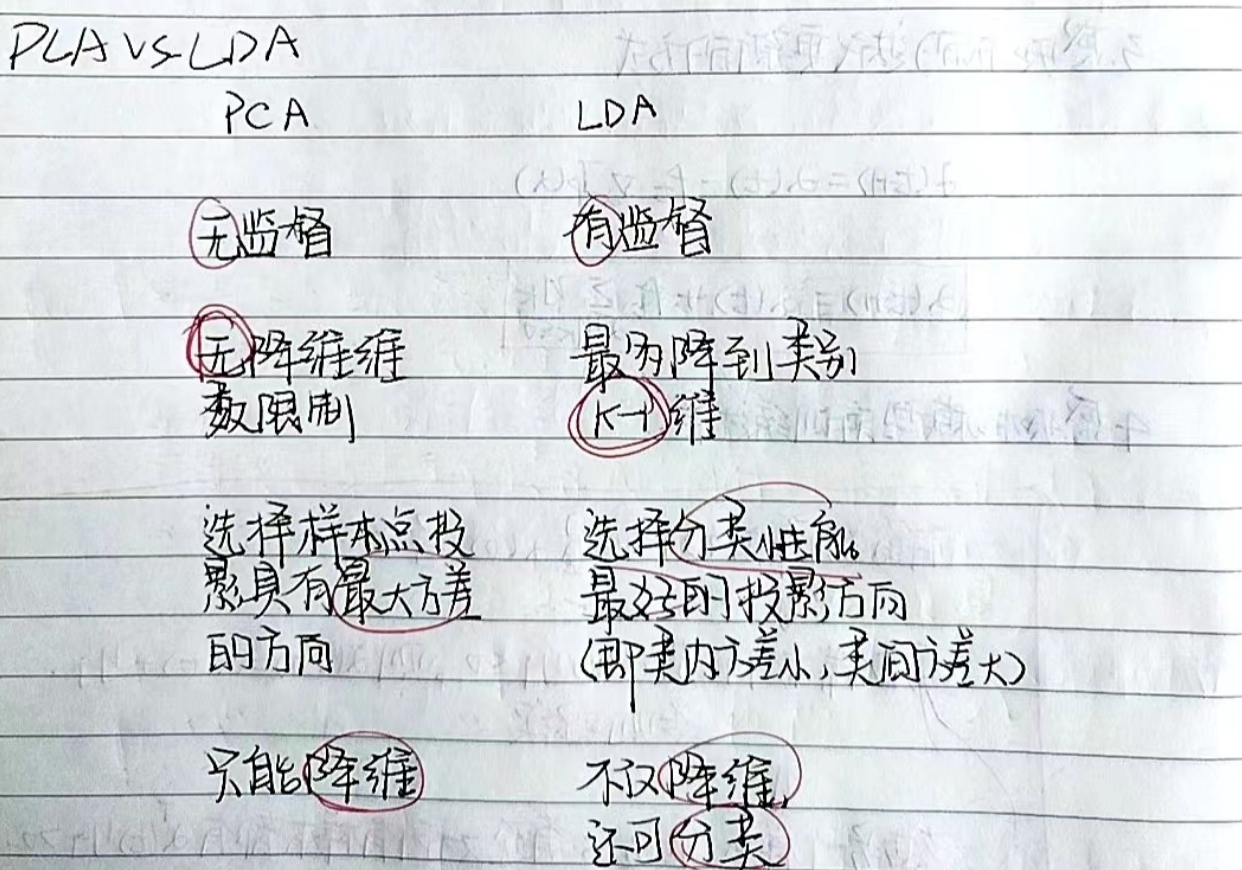 PCA VS LDA
PCA LDA
无监督 有监督
无降维维 最多降到类别
数限制 K-1维
选择样本点投 选择分类性能
影具有最大方差 最好的投影方向
的方向 (即类内方差小,类间方差大)
只能降维 不仅降维,
还可分类